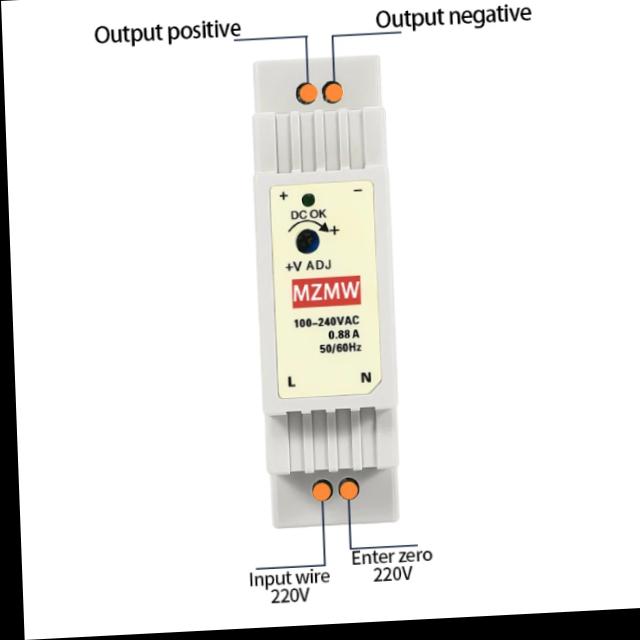 Output positive
Output negative
+ −
DC OK
+
+V ADJ
MZMW
100-240VAC
0.88 A
50/60Hz
L N
Input wire
220V
Enter zero
220V